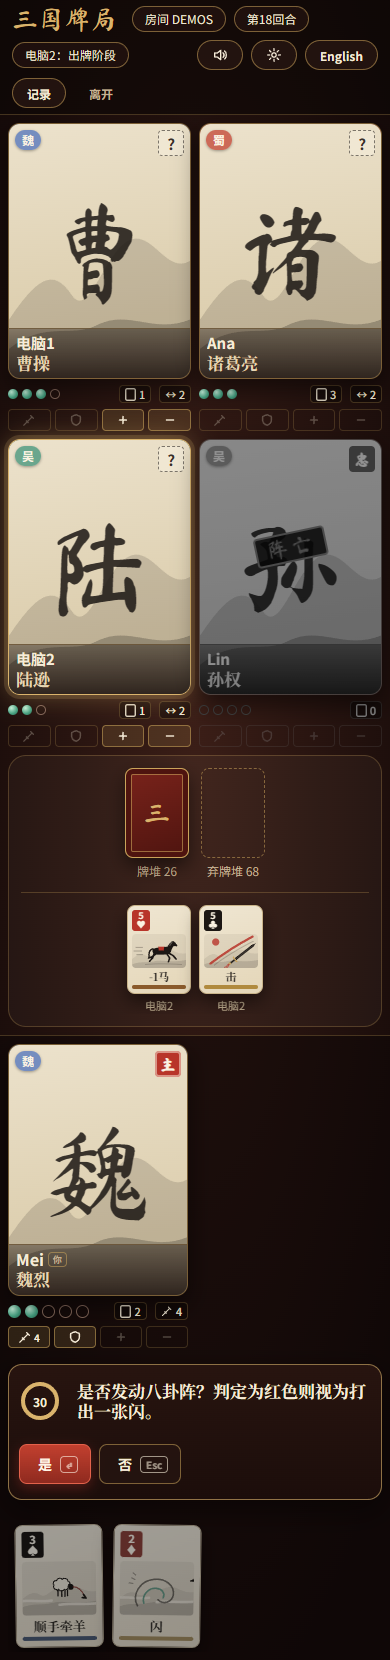 三国牌局
房间 DEMOS
第18回合
电脑2：出牌阶段
English
记录
离开
魏
?
曹
电脑1
曹操
1
↔ 2
蜀
?
诸
Ana
诸葛亮
3
↔ 2
+
−
+
−
吴
?
陆
电脑2
陆逊
1
↔ 2
吴
忠
孙
阵亡
Lin
孙权
0
+
−
+
−
三
牌堆 26
弃牌堆 68
5
♥
-1马
电脑2
5
♣
击
电脑2
魏
主
魏
Mei 你
魏烈
2
4
4
+
−
30
是否发动八卦阵？判定为红色则视为打
出一张闪。
是
否 Esc
3
♠
顺手牵羊
2
♦
闪